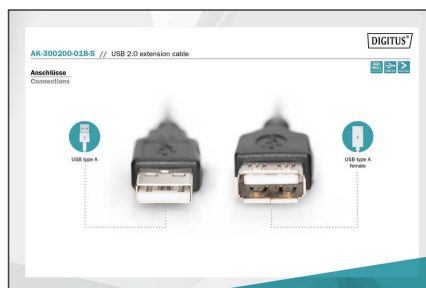 DIGITUS®
AK-300200-018-S // USB 2.0 extension cable
Anschlüsse
Connections
USB type A
USB type A
female